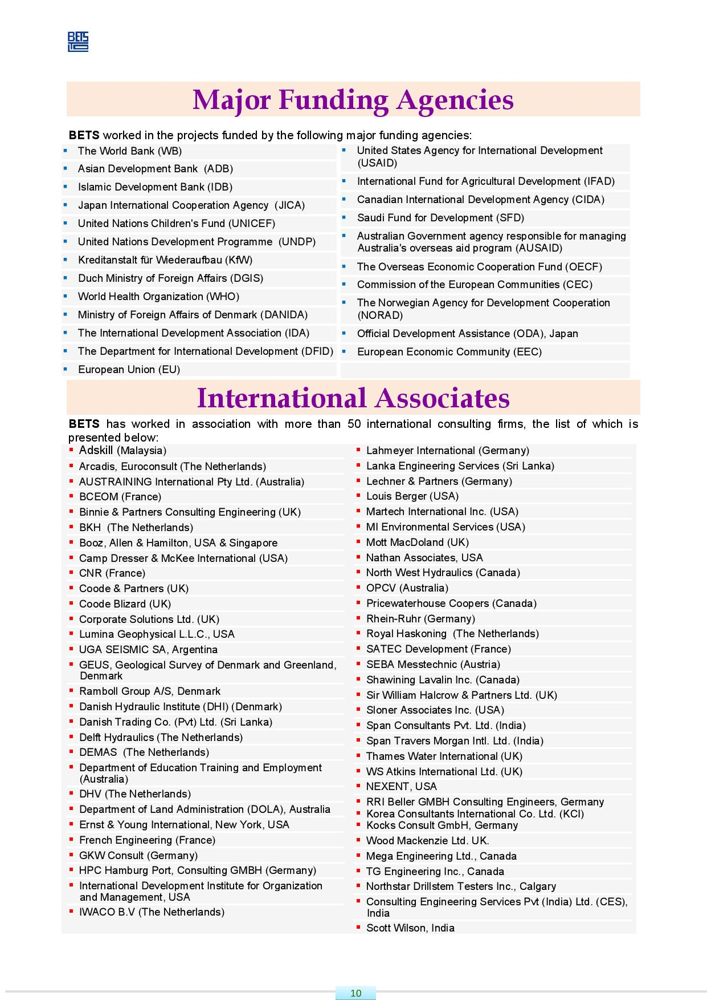 BETS
LTD
Major Funding Agencies
BETS worked in the projects funded by the following major funding agencies:
The World Bank (WB)
Asian Development Bank (ADB)
Islamic Development Bank (IDB)
Japan International Cooperation Agency (JICA)
United Nations Children's Fund (UNICEF)
United Nations Development Programme (UNDP)
Kreditanstalt für Wiederaufbau (KfW)
Duch Ministry of Foreign Affairs (DGIS)
World Health Organization (WHO)
Ministry of Foreign Affairs of Denmark (DANIDA)
The International Development Association (IDA)
The Department for International Development (DFID)
European Union (EU)
United States Agency for International Development
(USAID)
International Fund for Agricultural Development (IFAD)
Canadian International Development Agency (CIDA)
Saudi Fund for Development (SFD)
Australian Government agency responsible for managing
Australia's overseas aid program (AUSAID)
The Overseas Economic Cooperation Fund (OECF)
Commission of the European Communities (CEC)
The Norwegian Agency for Development Cooperation
(NORAD)
Official Development Assistance (ODA), Japan
European Economic Community (EEC)
International Associates
BETS has worked in association with more than 50 international consulting firms, the list of which is
presented below:
Adskill (Malaysia)
Arcadis, Euroconsult (The Netherlands)
AUSTRAINING International Pty Ltd. (Australia)
BCEOM (France)
Binnie & Partners Consulting Engineering (UK)
BKH (The Netherlands)
Booz, Allen & Hamilton, USA & Singapore
Camp Dresser & McKee International (USA)
CNR (France)
Coode & Partners (UK)
Coode Blizard (UK)
Corporate Solutions Ltd. (UK)
Lumina Geophysical L.L.C., USA
UGA SEISMIC SA, Argentina
GEUS, Geological Survey of Denmark and Greenland,
Denmark
Ramboll Group A/S, Denmark
Danish Hydraulic Institute (DHI) (Denmark)
Danish Trading Co. (Pvt) Ltd. (Sri Lanka)
Delft Hydraulics (The Netherlands)
DEMAS (The Netherlands)
Department of Education Training and Employment
(Australia)
DHV (The Netherlands)
Department of Land Administration (DOLA), Australia
Ernst & Young International, New York, USA
French Engineering (France)
GKW Consult (Germany)
HPC Hamburg Port, Consulting GMBH (Germany)
International Development Institute for Organization
and Management, USA
IWACO B.V (The Netherlands)
Lahmeyer International (Germany)
Lanka Engineering Services (Sri Lanka)
Lechner & Partners (Germany)
Louis Berger (USA)
Martech International Inc. (USA)
MI Environmental Services (USA)
Mott MacDoland (UK)
Nathan Associates, USA
North West Hydraulics (Canada)
OPCV (Australia)
Pricewaterhouse Coopers (Canada)
Rhein-Ruhr (Germany)
Royal Haskoning (The Netherlands)
SATEC Development (France)
SEBA Messtechnic (Austria)
Shawining Lavalin Inc. (Canada)
Sir William Halcrow & Partners Ltd. (UK)
Sloner Associates Inc. (USA)
Span Consultants Pvt. Ltd. (India)
Span Travers Morgan Intl. Ltd. (India)
Thames Water International (UK)
WS Atkins International Ltd. (UK)
NEXENT, USA
RRI Beller GMBH Consulting Engineers, Germany
Korea Consultants International Co. Ltd. (KCI)
Kocks Consult GmbH, Germany
Wood Mackenzie Ltd. UK.
Mega Engineering Ltd., Canada
TG Engineering Inc., Canada
Northstar Drillstem Testers Inc., Calgary
Consulting Engineering Services Pvt (India) Ltd. (CES),
India
Scott Wilson, India
10